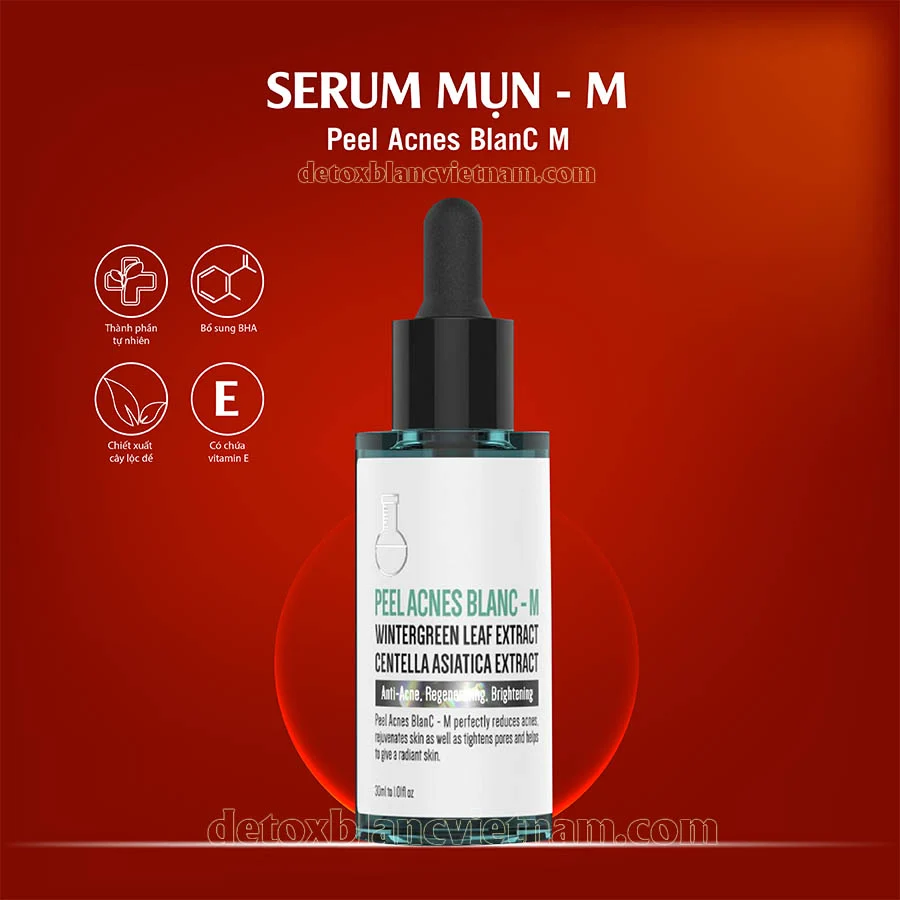 SERUM MỤN - M
Peel Acnes BlanC M
detoxblancvietnam.com
Thành phần
tự nhiên
Bổ sung BHA
Chiết xuất
cây lộc đề
E
Có chứa
vitamin E
PEEL ACNES BLANC - M
WINTERGREEN LEAF EXTRACT
CENTELLA ASIATICA EXTRACT
Anti-Acne, Regenerating, Brightening
Peel Acnes BlanC - M perfectly reduces acnes,
rejuvenates skin as well as tightens pores and helps
to give a radiant skin.
30ml to 1.01fl oz
detoxblancvietnam.com